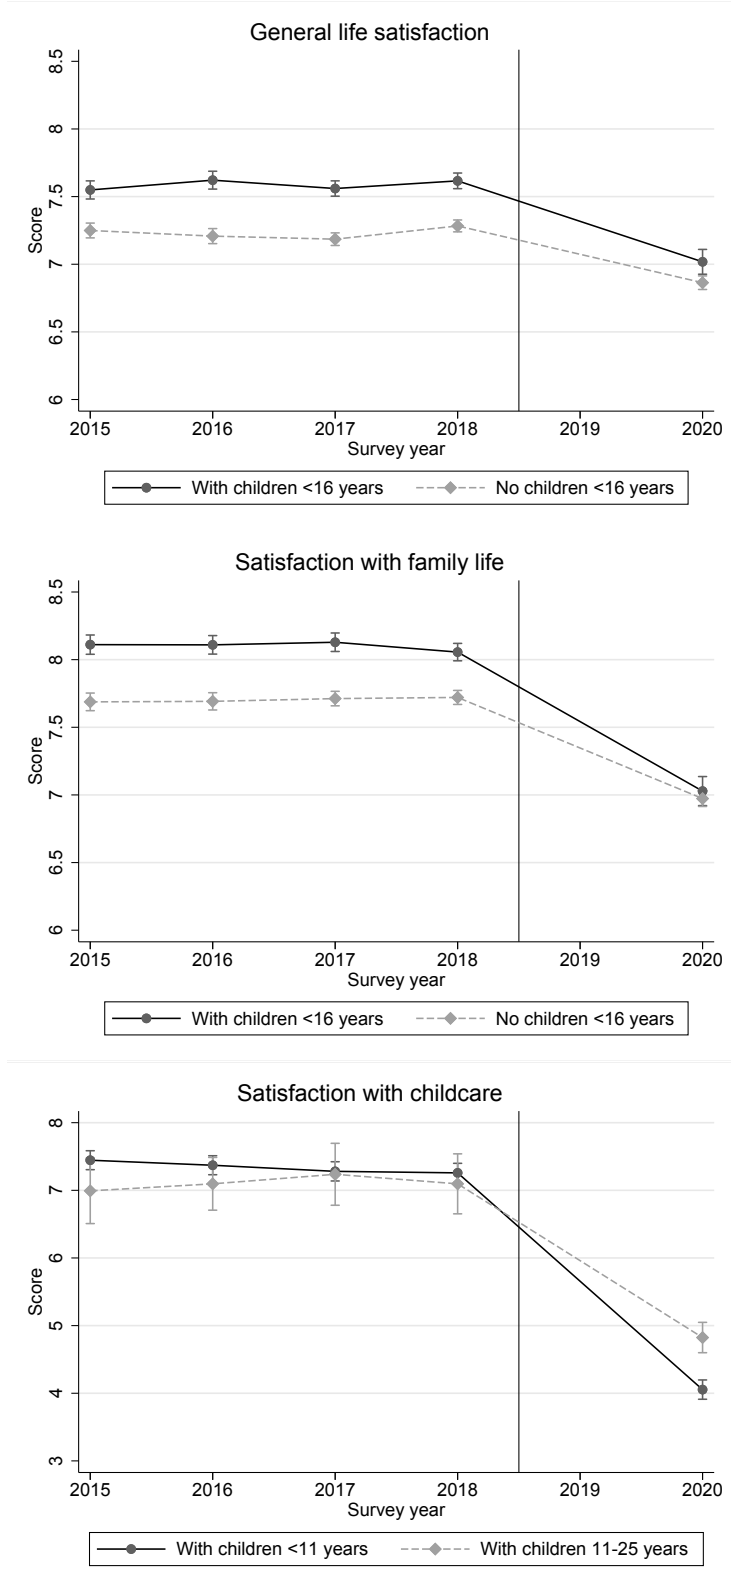 General life satisfaction
8.5
8
7.5
7
6.5
6
Score
2015 2016 2017 2018 2019 2020
Survey year
With children <16 years No children <16 years
Satisfaction with family life
8.5
8
7.5
7
6.5
6
Score
2015 2016 2017 2018 2019 2020
Survey year
With children <16 years No children <16 years
Satisfaction with childcare
8
7
6
5
4
3
Score
2015 2016 2017 2018 2019 2020
Survey year
With children <11 years With children 11-25 years